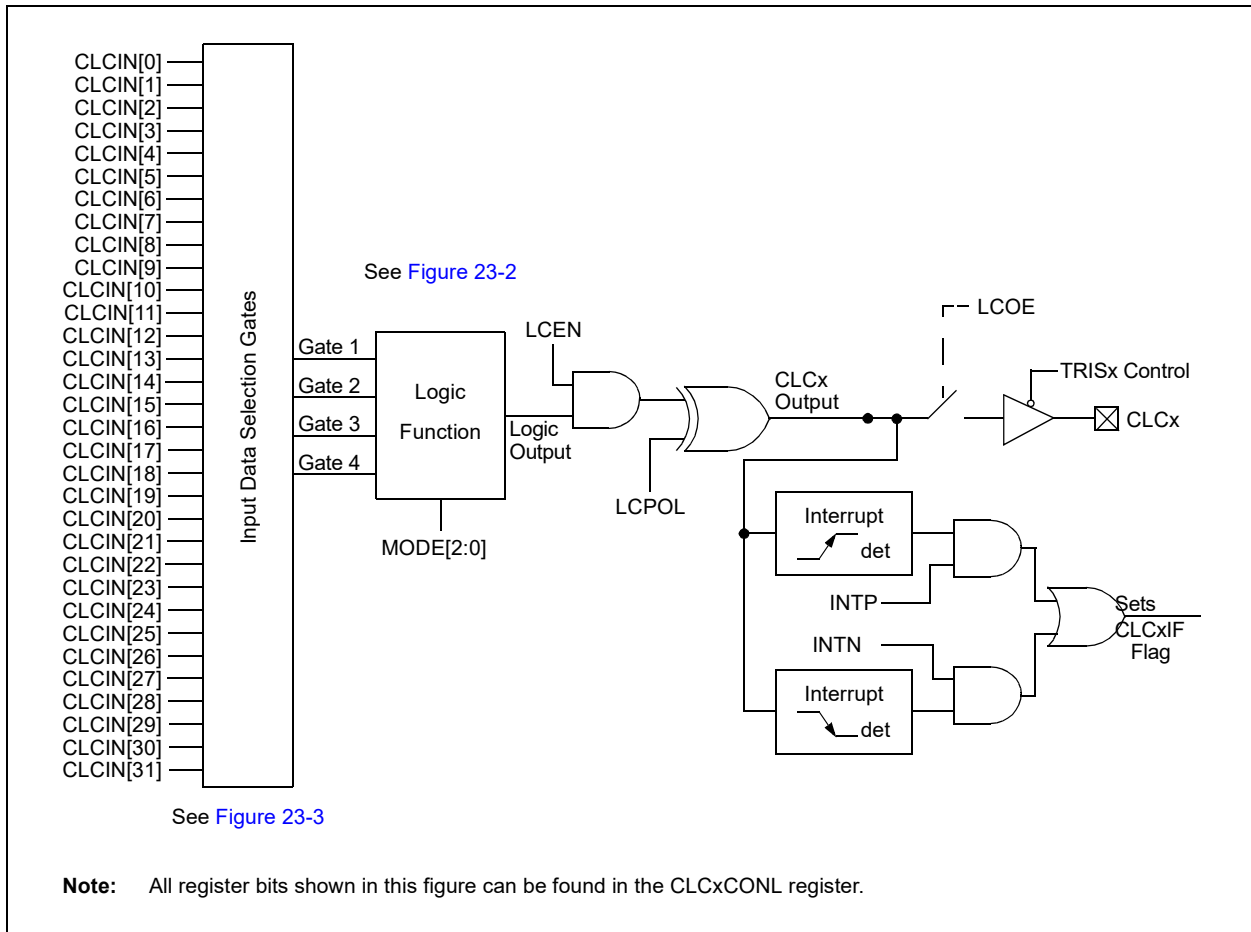 CLCIN[0]
CLCIN[1]
CLCIN[2]
CLCIN[3]
CLCIN[4]
CLCIN[5]
CLCIN[6]
CLCIN[7]
CLCIN[8]
CLCIN[9]
CLCIN[10]
CLCIN[11]
CLCIN[12]
CLCIN[13]
CLCIN[14]
CLCIN[15]
CLCIN[16]
CLCIN[17]
CLCIN[18]
CLCIN[19]
CLCIN[20]
CLCIN[21]
CLCIN[22]
CLCIN[23]
CLCIN[24]
CLCIN[25]
CLCIN[26]
CLCIN[27]
CLCIN[28]
CLCIN[29]
CLCIN[30]
CLCIN[31]
Input Data Selection Gates
See Figure 23-3
See Figure 23-2
Gate 1
Gate 2
Gate 3
Gate 4
Logic
Function
MODE[2:0]
Logic
Output
LCEN
LCPOL
CLCx
Output
LCOE
TRISx Control
CLCx
Interrupt
det
INTP
INTN
Interrupt
det
Sets
CLCxIF
Flag
Note: All register bits shown in this figure can be found in the CLCxCONL register.